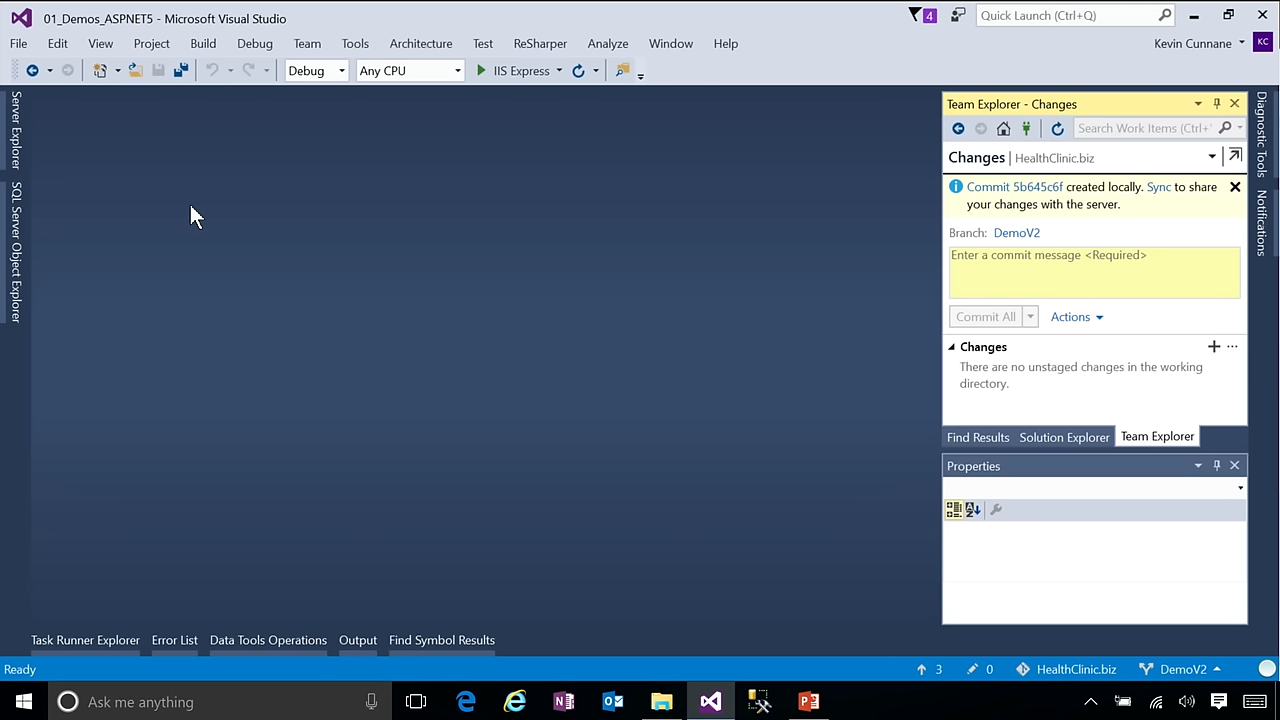 01_Demos_ASPNET5 - Microsoft Visual Studio
4
Quick Launch (Ctrl+Q)
File Edit View Project Build Debug Team Tools Architecture Test ReSharper Analyze Window Help
Kevin Cunnane
KC
Debug Any CPU IIS Express
Server Explorer
SQL Server Object Explorer
Team Explorer - Changes
Search Work Items (Ctrl+'
Changes | HealthClinic.biz
Commit 5b645c6f created locally. Sync to share
your changes with the server.
Branch: DemoV2
Enter a commit message <Required>
Commit All Actions
Changes
There are no unstaged changes in the working
directory.
Find Results Solution Explorer Team Explorer
Properties
Diagnostic Tools
Notifications
Task Runner Explorer Error List Data Tools Operations Output Find Symbol Results
Ready 3 0 HealthClinic.biz DemoV2
Ask me anything